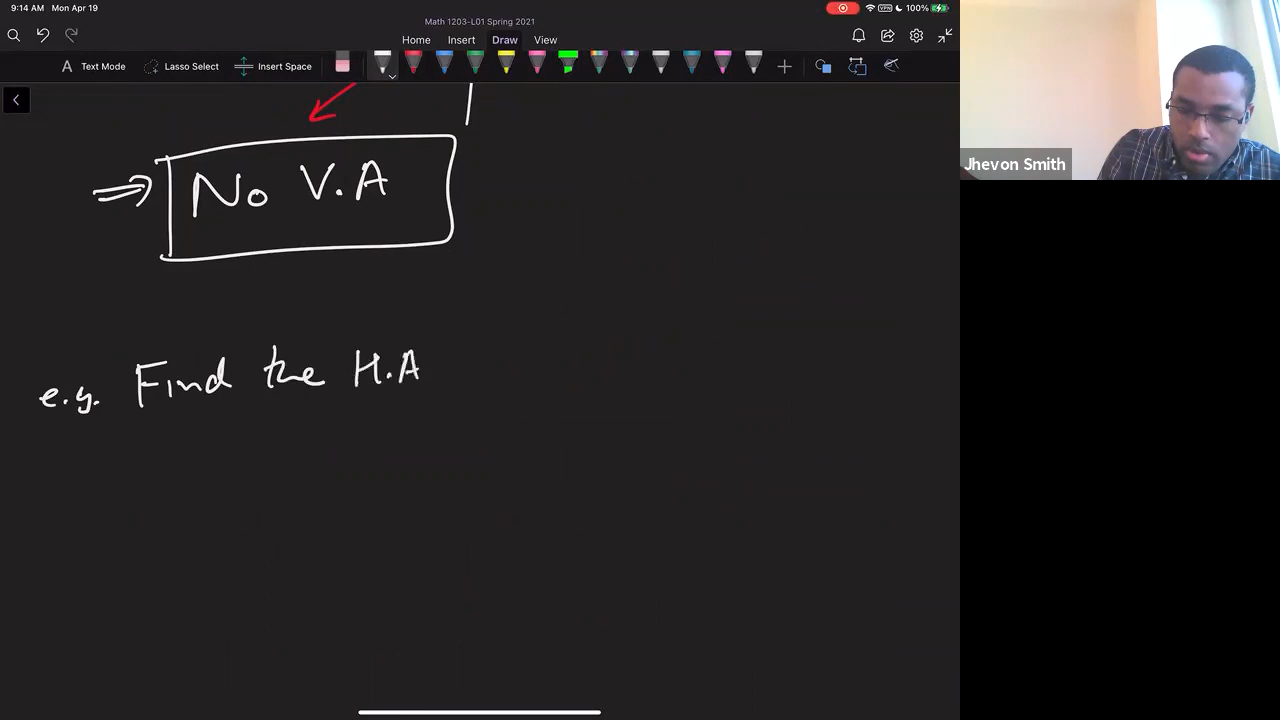 9:14 AM Mon Apr 19
VPN 100%
Math 1203-L01 Spring 2021
Home Insert Draw View
A Text Mode Lasso Select Insert Space
Jhevon Smith
⇒ No V.A
e.g. Find the H.A